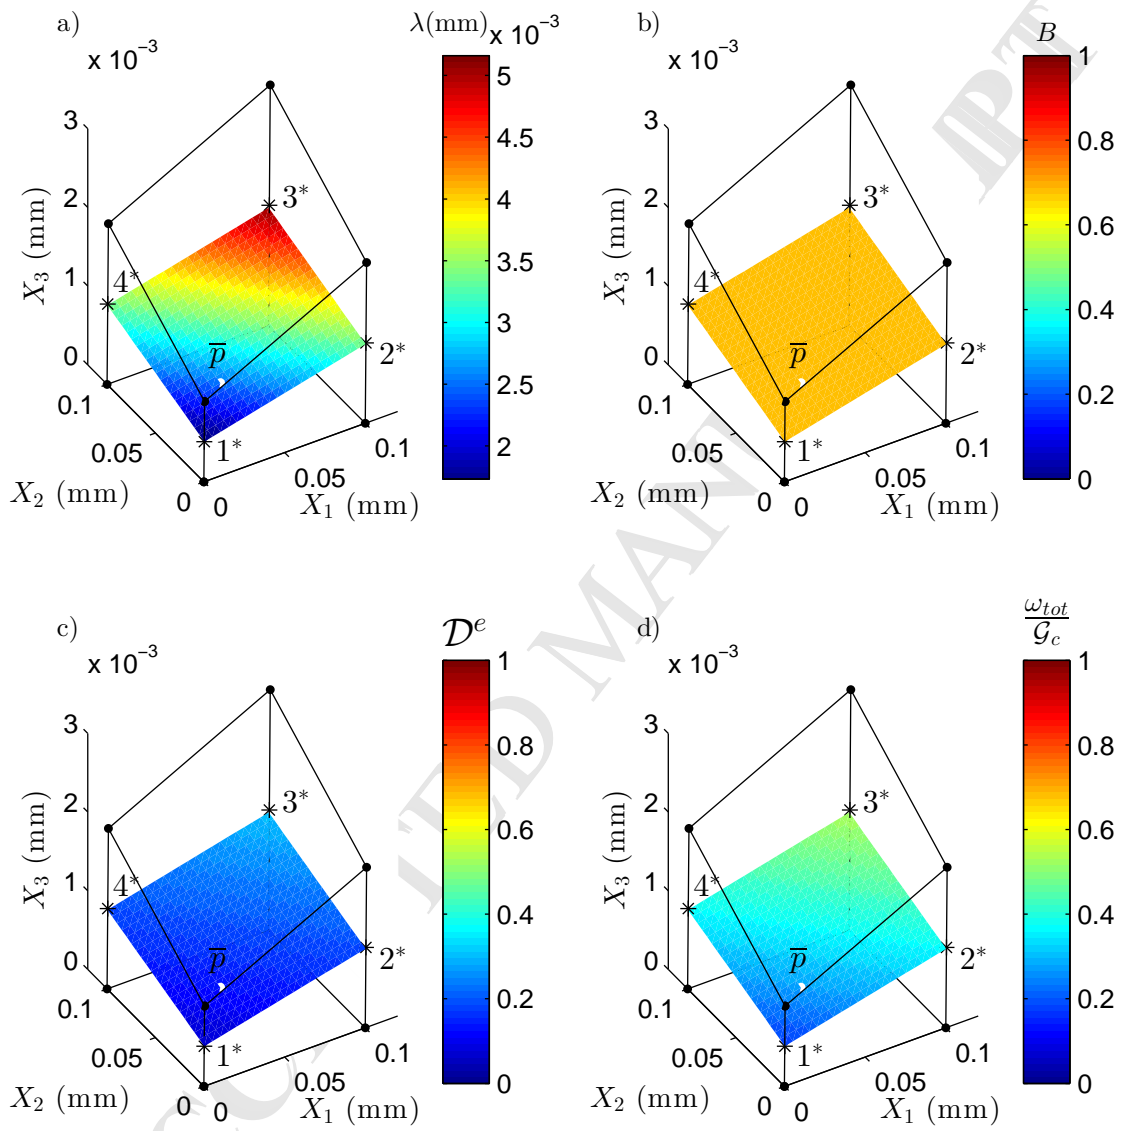 a)
λ(mm)
x 10⁻³
x 10⁻³
5
4.5
4
3.5
3
2.5
2
3
2
1
0
X₃ (mm)
3*
4*
p̅
2*
1*
0.1
0.05
0
X₂ (mm)
0
0.05
0.1
X₁ (mm)
b)
B
x 10⁻³
1
0.8
0.6
0.4
0.2
0
3
2
1
0
X₃ (mm)
3*
4*
p̅
2*
1*
0.1
0.05
0
X₂ (mm)
0
0.05
0.1
X₁ (mm)
c)
𝒟ᵉ
x 10⁻³
1
0.8
0.6
0.4
0.2
0
3
2
1
0
X₃ (mm)
3*
4*
p̅
2*
1*
0.1
0.05
0
X₂ (mm)
0
0.05
0.1
X₁ (mm)
d)
ω_tot
𝒢_c
x 10⁻³
1
0.8
0.6
0.4
0.2
0
3
2
1
0
X₃ (mm)
3*
4*
p̅
2*
1*
0.1
0.05
0
X₂ (mm)
0
0.05
0.1
X₁ (mm)